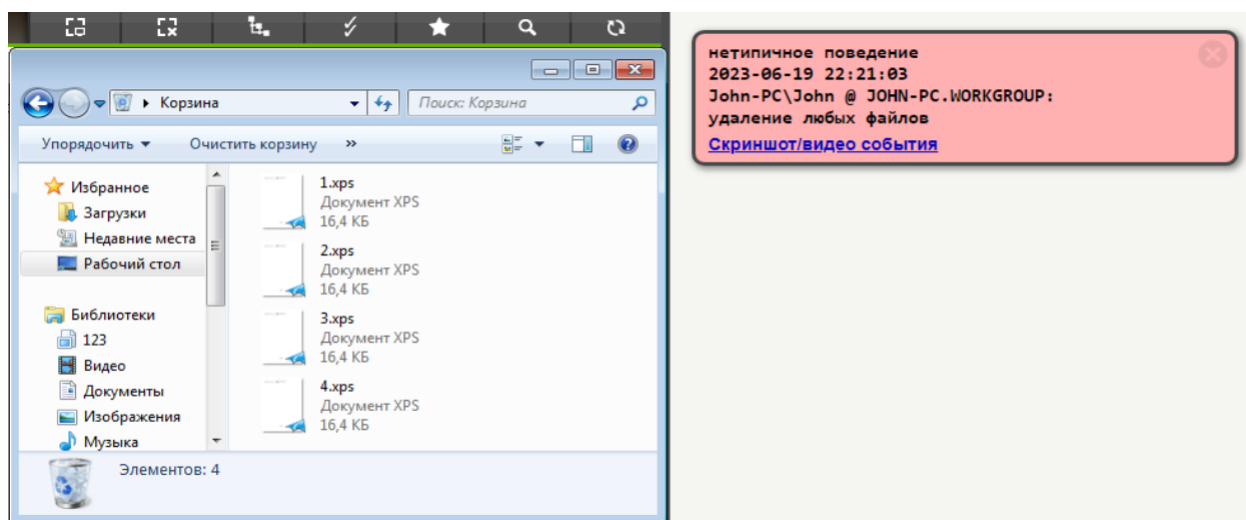 Корзина
Поиск: Корзина
Упорядочить
Очистить корзину
»
Избранное
Загрузки
Недавние места
Рабочий стол
Библиотеки
123
Видео
Документы
Изображения
Музыка
1.xps
Документ XPS
16,4 КБ
2.xps
Документ XPS
16,4 КБ
3.xps
Документ XPS
16,4 КБ
4.xps
Документ XPS
16,4 КБ
Элементов: 4
нетипичное поведение
2023-06-19 22:21:03
John-PC\John @ JOHN-PC.WORKGROUP:
удаление любых файлов
Скриншот/видео события